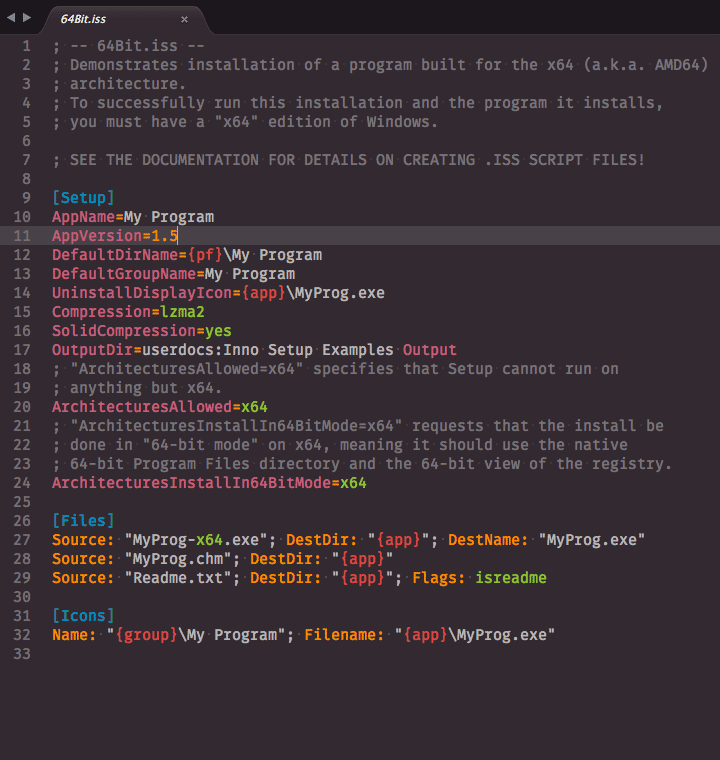 64Bit.iss
1 ; -- 64Bit.iss --
2 ; Demonstrates installation of a program built for the x64 (a.k.a. AMD64)
3 ; architecture.
4 ; To successfully run this installation and the program it installs,
5 ; you must have a "x64" edition of Windows.
6
7 ; SEE THE DOCUMENTATION FOR DETAILS ON CREATING .ISS SCRIPT FILES!
8
9 [Setup]
10 AppName=My Program
11 AppVersion=1.5
12 DefaultDirName={pf}\My Program
13 DefaultGroupName=My Program
14 UninstallDisplayIcon={app}\MyProg.exe
15 Compression=lzma2
16 SolidCompression=yes
17 OutputDir=userdocs:Inno Setup Examples Output
18 ; "ArchitecturesAllowed=x64" specifies that Setup cannot run on
19 ; anything but x64.
20 ArchitecturesAllowed=x64
21 ; "ArchitecturesInstallIn64BitMode=x64" requests that the install be
22 ; done in "64-bit mode" on x64, meaning it should use the native
23 ; 64-bit Program Files directory and the 64-bit view of the registry.
24 ArchitecturesInstallIn64BitMode=x64
25
26 [Files]
27 Source: "MyProg-x64.exe"; DestDir: "{app}"; DestName: "MyProg.exe"
28 Source: "MyProg.chm"; DestDir: "{app}"
29 Source: "Readme.txt"; DestDir: "{app}"; Flags: isreadme
30
31 [Icons]
32 Name: "{group}\My Program"; Filename: "{app}\MyProg.exe"
33